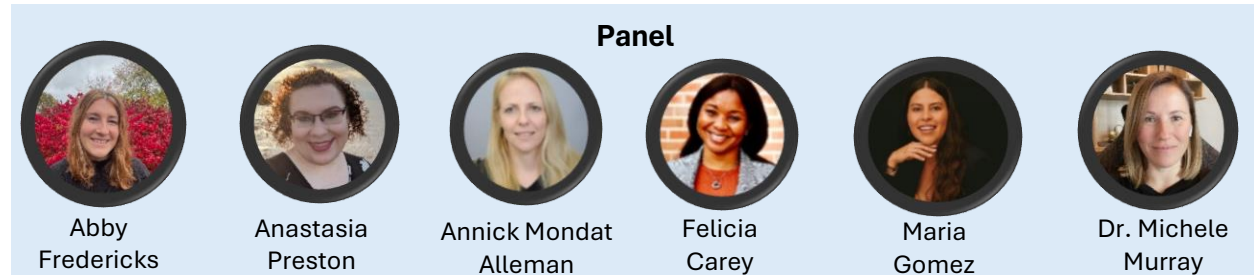 Panel
Abby
Fredericks
Anastasia
Preston
Annick Mondat
Alleman
Felicia
Carey
Maria
Gomez
Dr. Michele
Murray